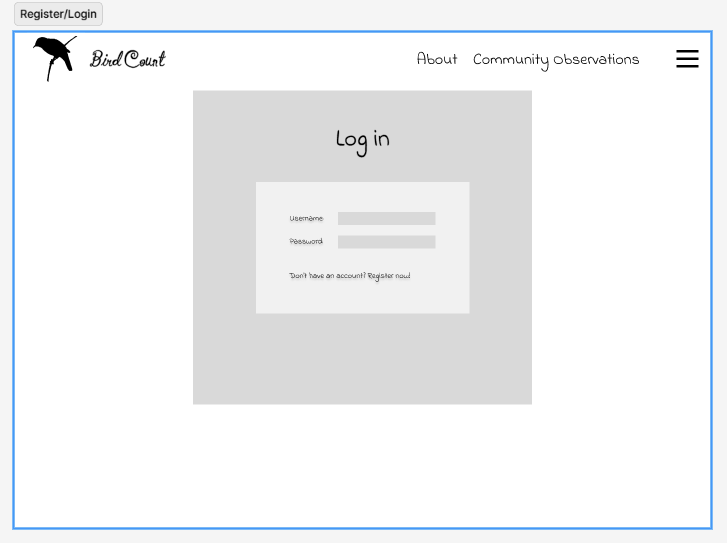 Register/Login
Bird Count About Community Observations
Log in
Username:
Password:
Don't have an account? Register now!